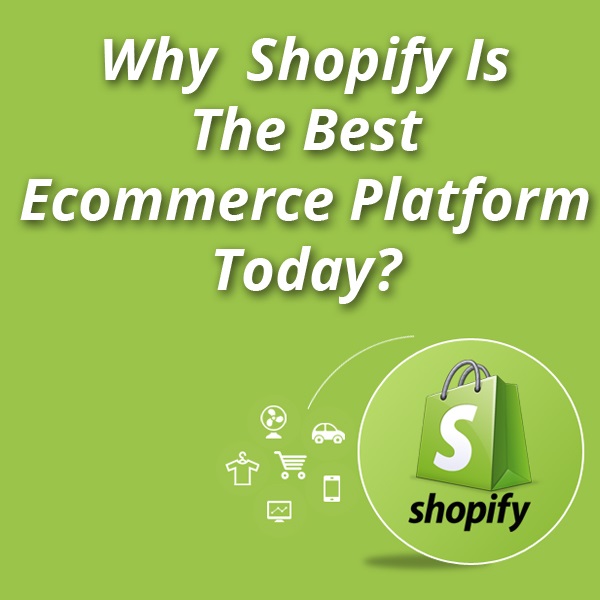 Why Shopify Is
The Best
Ecommerce Platform
Today?
S
shopify